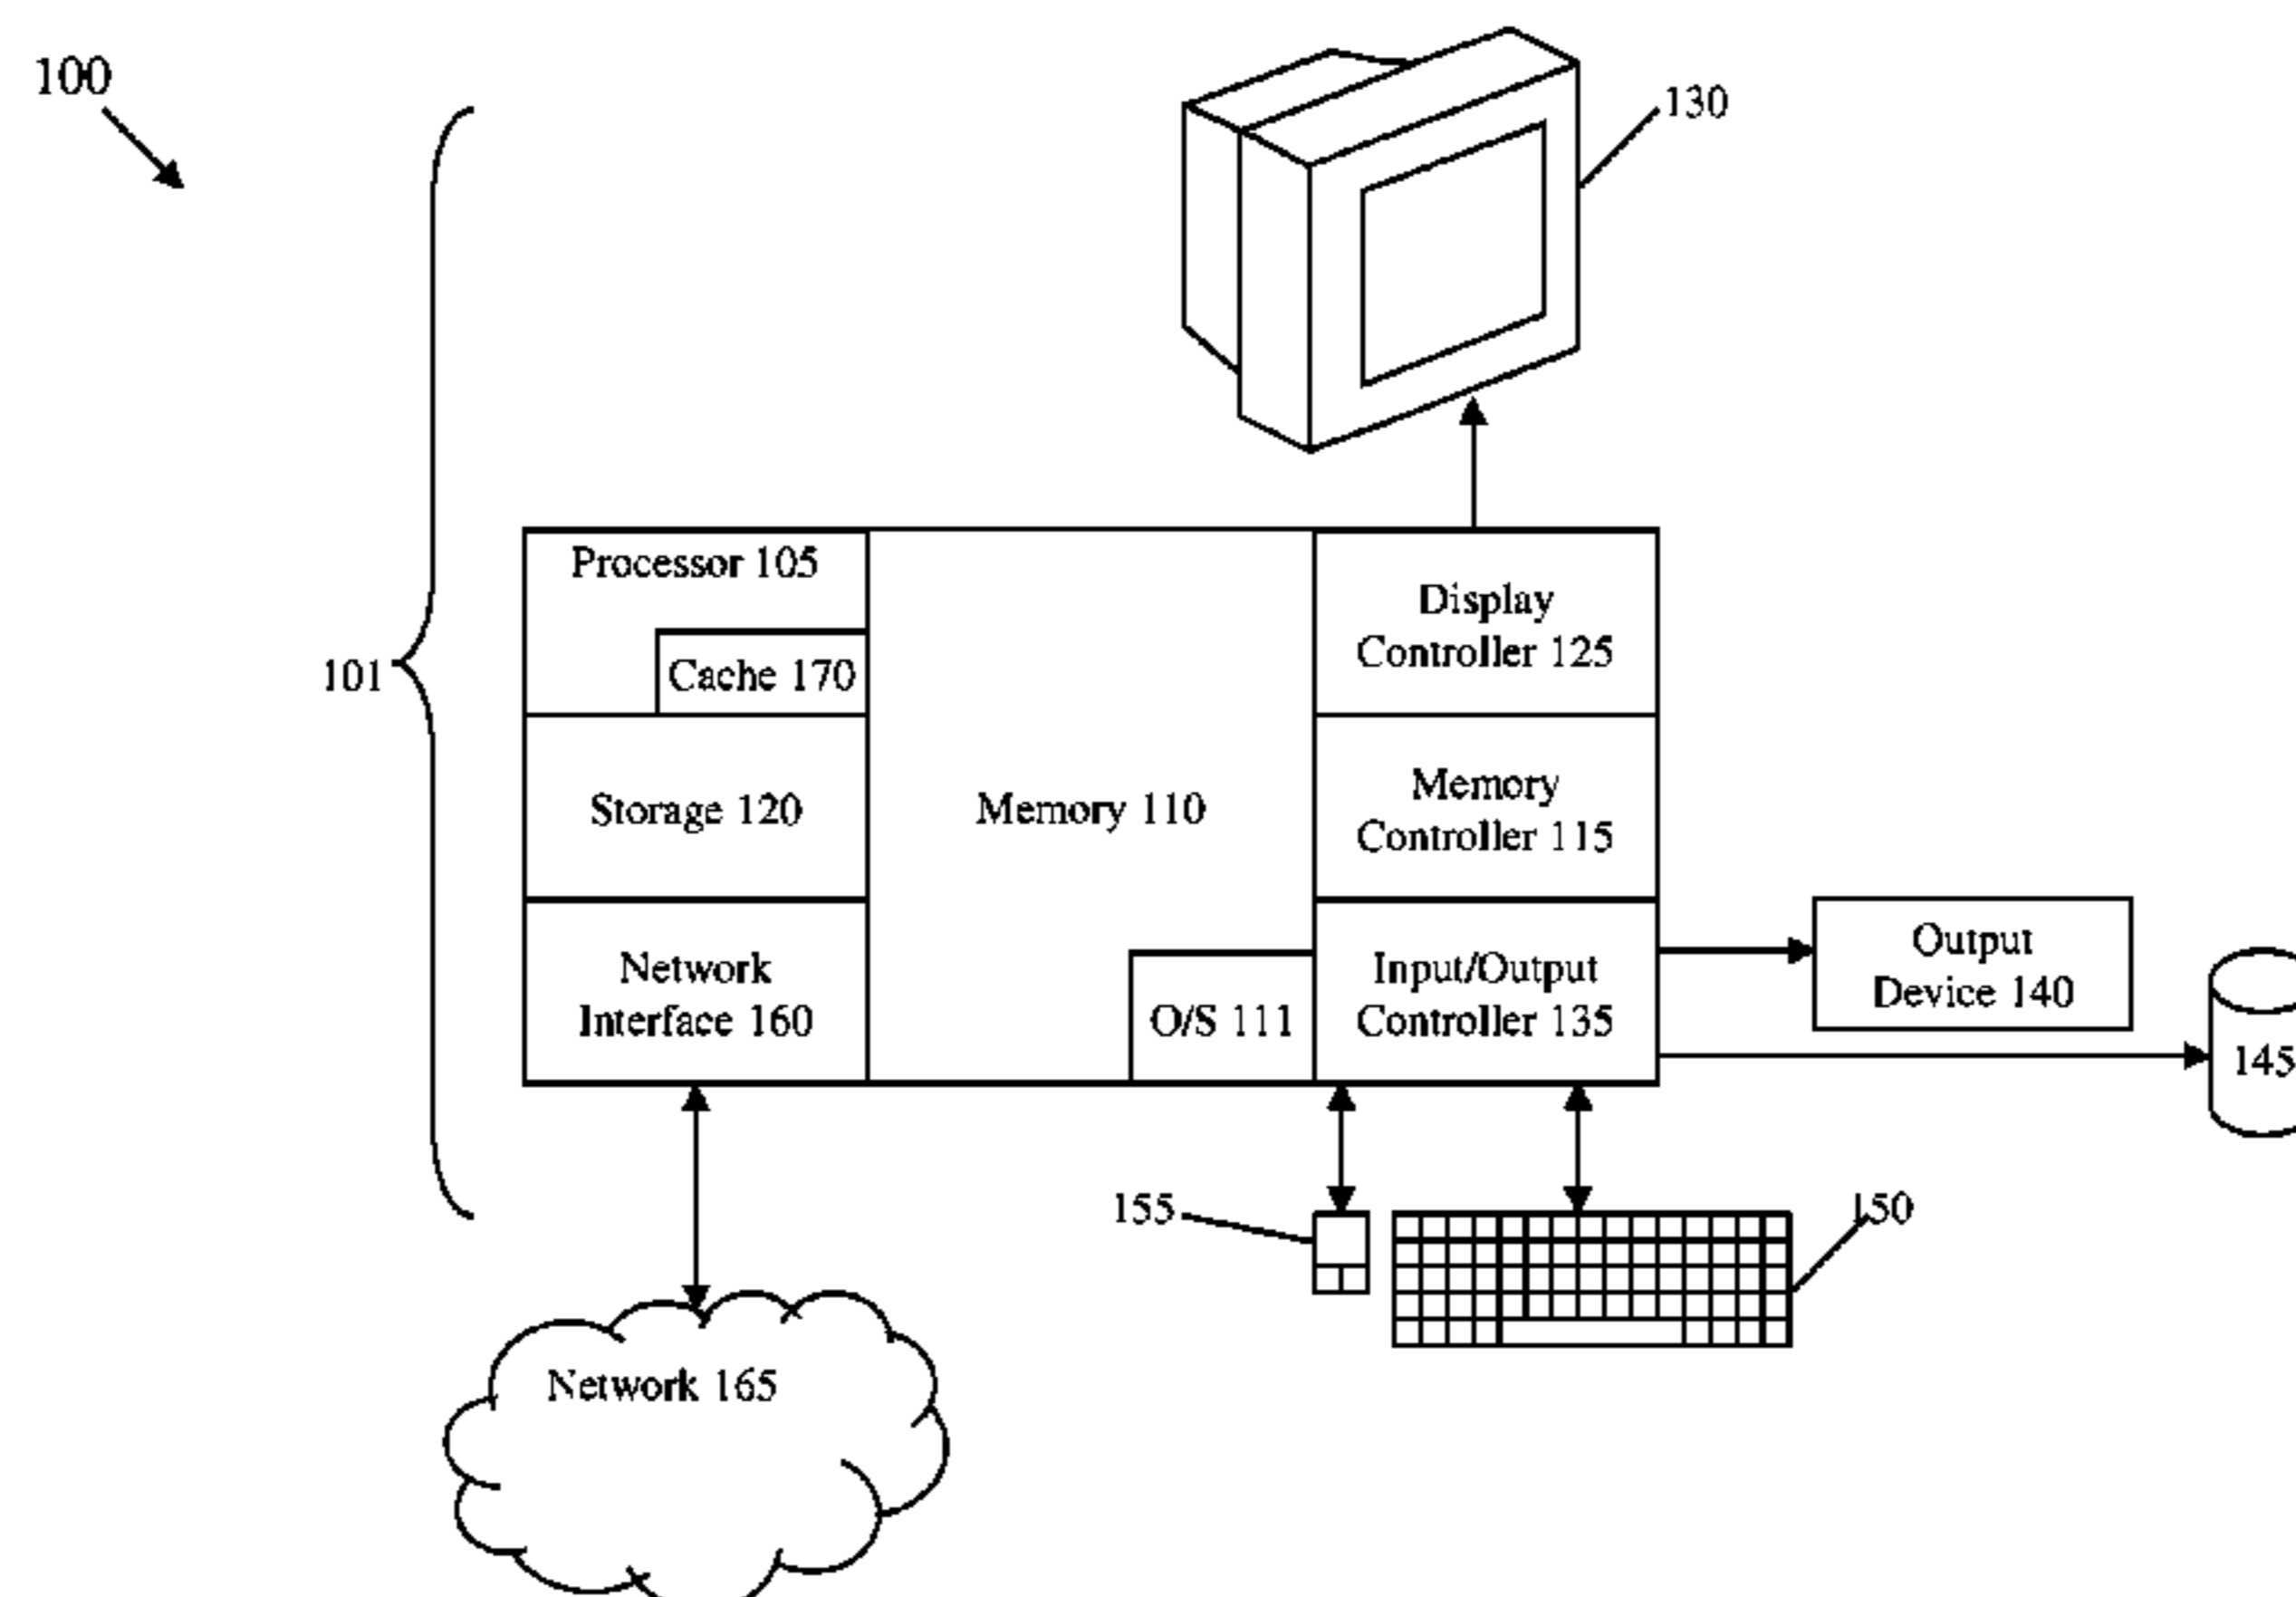 100
130
Processor 105
Cache 170
Display
Controller 125
101
Storage 120
Memory 110
Memory
Controller 115
Network
Interface 160
O/S 111
Input/Output
Controller 135
Output
Device 140
145
155
150
Network 165